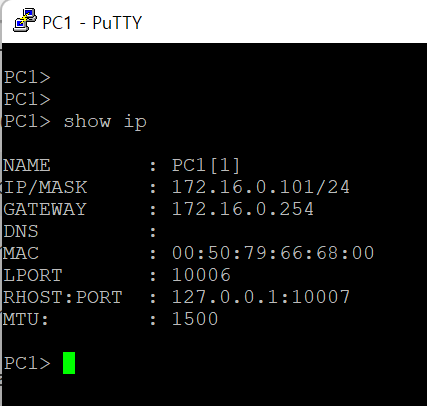 PC1 - PuTTY
PC1>
PC1>
PC1> show ip
NAME        : PC1[1]
IP/MASK     : 172.16.0.101/24
GATEWAY     : 172.16.0.254
DNS         :
MAC         : 00:50:79:66:68:00
LPORT       : 10006
RHOST:PORT  : 127.0.0.1:10007
MTU:        : 1500
PC1>